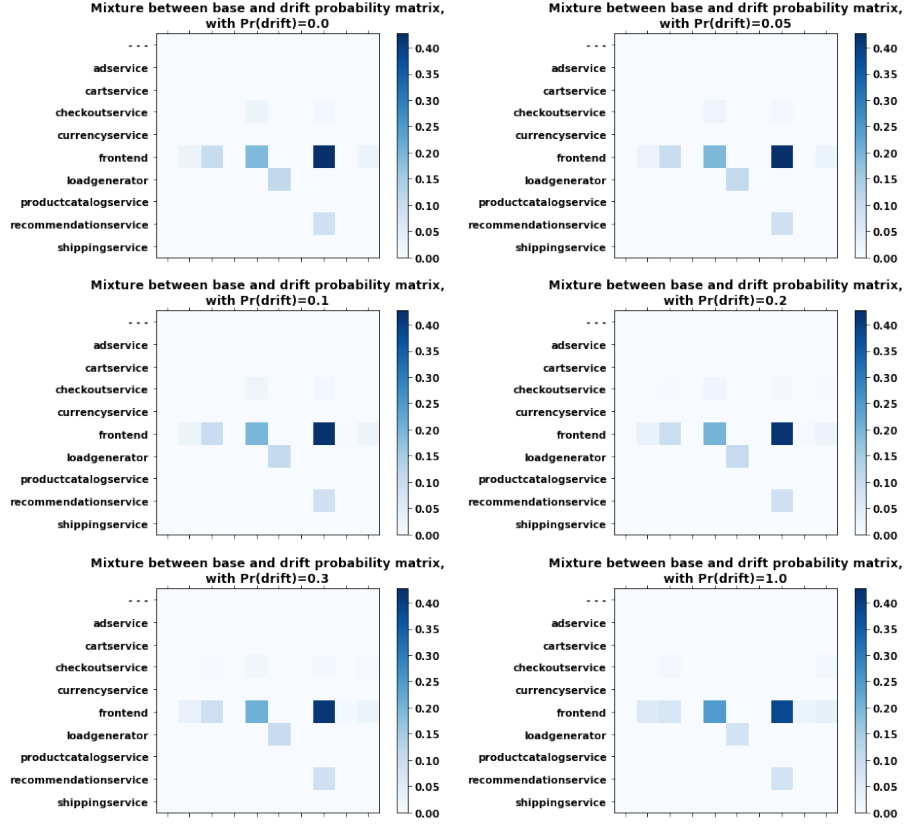 Mixture between base and drift probability matrix,
with Pr(drift)=0.0
- - -
adservice
cartservice
checkoutservice
currencyservice
frontend
loadgenerator
productcatalogservice
recommendationservice
shippingservice
0.40
0.35
0.30
0.25
0.20
0.15
0.10
0.05
0.00
Mixture between base and drift probability matrix,
with Pr(drift)=0.05
- - -
adservice
cartservice
checkoutservice
currencyservice
frontend
loadgenerator
productcatalogservice
recommendationservice
shippingservice
0.40
0.35
0.30
0.25
0.20
0.15
0.10
0.05
0.00
Mixture between base and drift probability matrix,
with Pr(drift)=0.1
- - -
adservice
cartservice
checkoutservice
currencyservice
frontend
loadgenerator
productcatalogservice
recommendationservice
shippingservice
0.40
0.35
0.30
0.25
0.20
0.15
0.10
0.05
0.00
Mixture between base and drift probability matrix,
with Pr(drift)=0.2
- - -
adservice
cartservice
checkoutservice
currencyservice
frontend
loadgenerator
productcatalogservice
recommendationservice
shippingservice
0.40
0.35
0.30
0.25
0.20
0.15
0.10
0.05
0.00
Mixture between base and drift probability matrix,
with Pr(drift)=0.3
- - -
adservice
cartservice
checkoutservice
currencyservice
frontend
loadgenerator
productcatalogservice
recommendationservice
shippingservice
0.40
0.35
0.30
0.25
0.20
0.15
0.10
0.05
0.00
Mixture between base and drift probability matrix,
with Pr(drift)=1.0
- - -
adservice
cartservice
checkoutservice
currencyservice
frontend
loadgenerator
productcatalogservice
recommendationservice
shippingservice
0.40
0.35
0.30
0.25
0.20
0.15
0.10
0.05
0.00